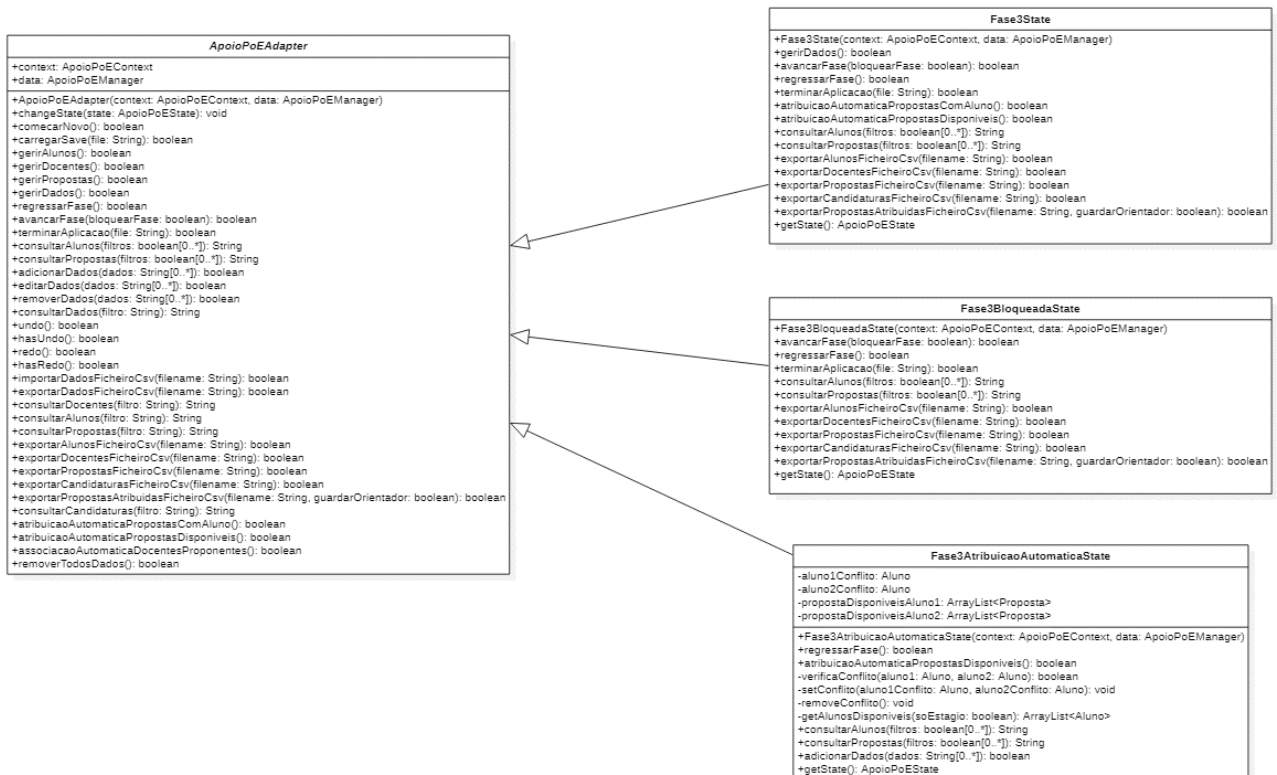 ApoioPoEAdapter
+context: ApoioPoEContext
+data: ApoioPoEManager
+ApoioPoEAdapter(context: ApoioPoEContext, data: ApoioPoEManager)
+changeState(state: ApoioPoEState): void
+comecarNovo(): boolean
+carregarSave(file: String): boolean
+gerirAlunos(): boolean
+gerirDocentes(): boolean
+gerirPropostas(): boolean
+gerirDados(): boolean
+regressarFase(): boolean
+avancarFase(bloquearFase: boolean): boolean
+terminarAplicacao(file: String): boolean
+consultarAlunos(filtros: boolean[0..*]): String
+consultarPropostas(filtros: boolean[0..*]): String
+adicionarDados(dados: String[0..*]): boolean
+editarDados(dados: String[0..*]): boolean
+removerDados(dados: String[0..*]): boolean
+consultarDados(filtro: String): String
+undo(): boolean
+hasUndo(): boolean
+redo(): boolean
+hasRedo(): boolean
+importarDadosFicheiroCsv(filename: String): boolean
+exportarDadosFicheiroCsv(filename: String): boolean
+consultarDocentes(filtro: String): String
+consultarAlunos(filtro: String): String
+consultarPropostas(filtro: String): String
+exportarAlunosFicheiroCsv(filename: String): boolean
+exportarDocentesFicheiroCsv(filename: String): boolean
+exportarPropostasFicheiroCsv(filename: String): boolean
+exportarCandidaturasFicheiroCsv(filename: String): boolean
+exportarPropostasAtribuidasFicheiroCsv(filename: String, guardarOrientador: boolean): boolean
+consultarCandidaturas(filtro: String): String
+atribuicaoAutomaticaPropostasComAluno(): boolean
+atribuicaoAutomaticaPropostasDisponiveis(): boolean
+associacaoAutomaticaDocentesProponentes(): boolean
+removerTodosDados(): boolean
Fase3State
+Fase3State(context: ApoioPoEContext, data: ApoioPoEManager)
+gerirDados(): boolean
+avancarFase(bloquearFase: boolean): boolean
+regressarFase(): boolean
+terminarAplicacao(file: String): boolean
+atribuicaoAutomaticaPropostasComAluno(): boolean
+atribuicaoAutomaticaPropostasDisponiveis(): boolean
+consultarAlunos(filtros: boolean[0..*]): String
+consultarPropostas(filtros: boolean[0..*]): String
+exportarAlunosFicheiroCsv(filename: String): boolean
+exportarDocentesFicheiroCsv(filename: String): boolean
+exportarPropostasFicheiroCsv(filename: String): boolean
+exportarCandidaturasFicheiroCsv(filename: String): boolean
+exportarPropostasAtribuidasFicheiroCsv(filename: String, guardarOrientador: boolean): boolean
+getState(): ApoioPoEState
Fase3BloqueadaState
+Fase3BloqueadaState(context: ApoioPoEContext, data: ApoioPoEManager)
+avancarFase(bloquearFase: boolean): boolean
+regressarFase(): boolean
+terminarAplicacao(file: String): boolean
+consultarAlunos(filtros: boolean[0..*]): String
+consultarPropostas(filtros: boolean[0..*]): String
+exportarAlunosFicheiroCsv(filename: String): boolean
+exportarDocentesFicheiroCsv(filename: String): boolean
+exportarPropostasFicheiroCsv(filename: String): boolean
+exportarCandidaturasFicheiroCsv(filename: String): boolean
+exportarPropostasAtribuidasFicheiroCsv(filename: String, guardarOrientador: boolean): boolean
+getState(): ApoioPoEState
Fase3AtribuicaoAutomaticaState
-aluno1Conflito: Aluno
-aluno2Conflito: Aluno
-propostaDisponiveisAluno1: ArrayList<Proposta>
-propostaDisponiveisAluno2: ArrayList<Proposta>
+Fase3AtribuicaoAutomaticaState(context: ApoioPoEContext, data: ApoioPoEManager)
+regressarFase(): boolean
+atribuicaoAutomaticaPropostasDisponiveis(): boolean
-verificaConflito(aluno1: Aluno, aluno2: Aluno): boolean
-setConflito(aluno1Conflito: Aluno, aluno2Conflito: Aluno): void
-removeConflito(): void
-getAlunosDisponiveis(soEstagio: boolean): ArrayList<Aluno>
+consultarAlunos(filtros: boolean[0..*]): String
+consultarPropostas(filtros: boolean[0..*]): String
+adicionarDados(dados: String[0..*]): boolean
+getState(): ApoioPoEState